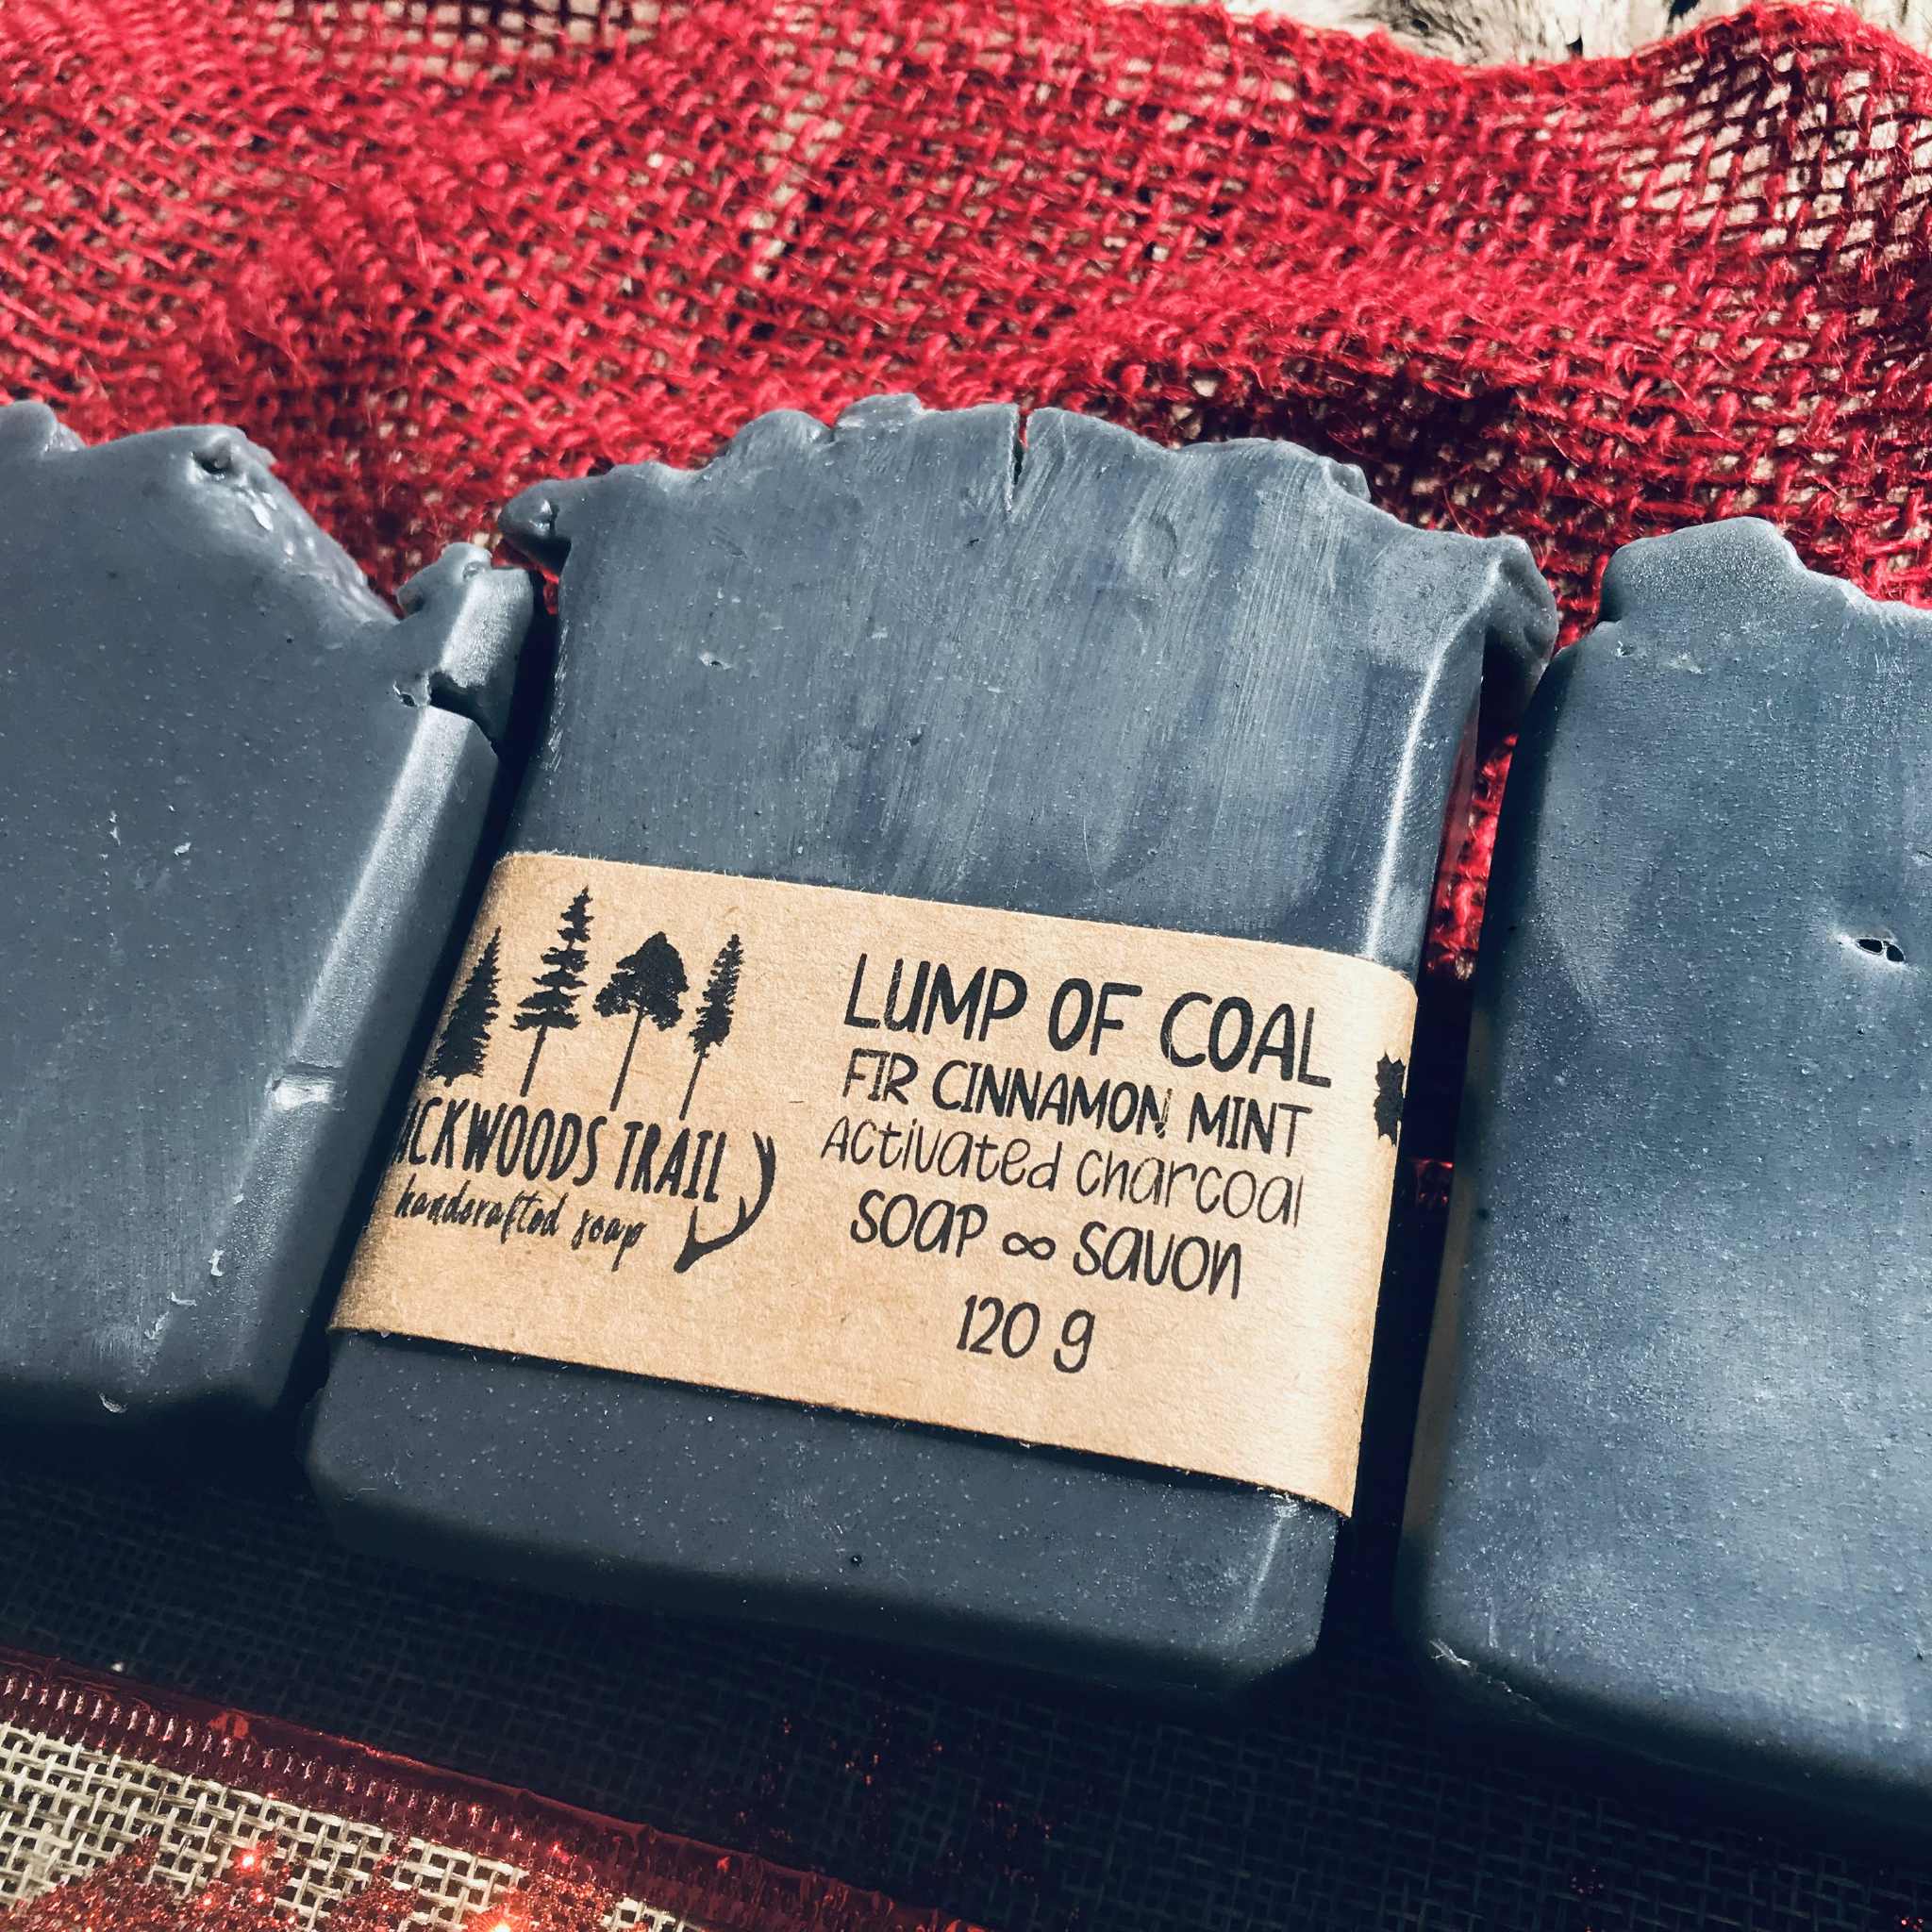 ACKWOODS TRAIL
handcrafted soap
LUMP OF COAL
FIR CINNAMON MINT
Activated charcoal
SOAP ∞ SAVON
120 g